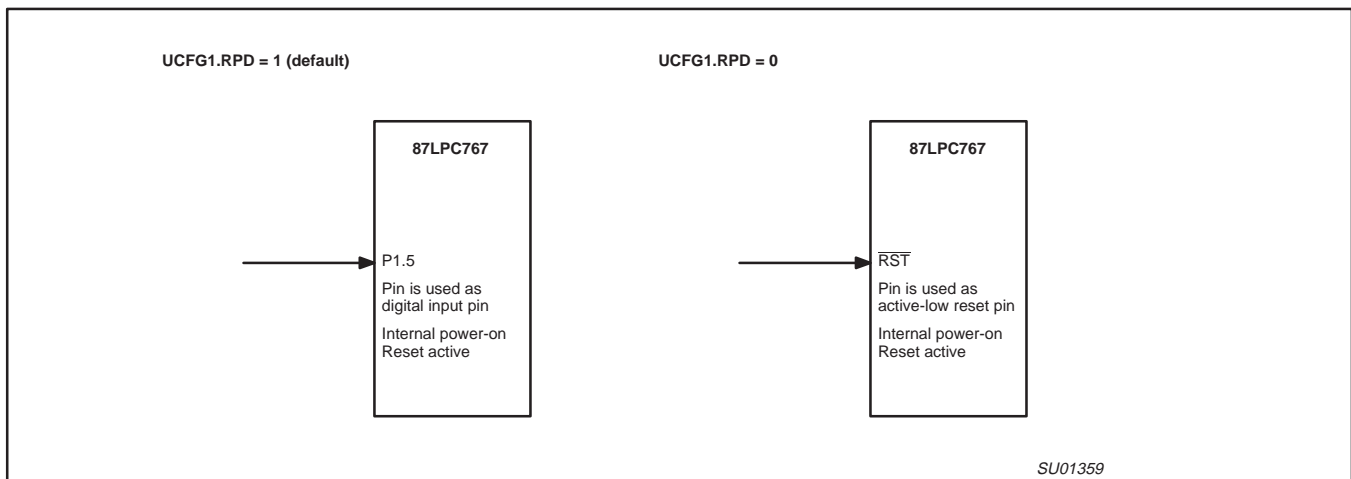 UCFG1.RPD = 1 (default)
UCFG1.RPD = 0
87LPC767
P1.5
Pin is used as
digital input pin
Internal power-on
Reset active
87LPC767
RST
Pin is used as
active-low reset pin
Internal power-on
Reset active
SU01359